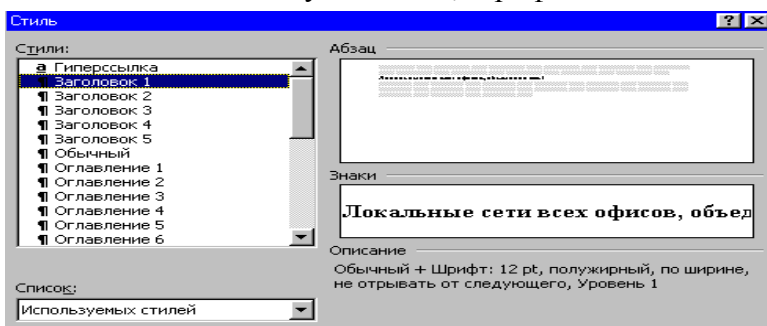 Стиль
Стили:
a Гиперссылка
¶ Заголовок 1
¶ Заголовок 2
¶ Заголовок 3
¶ Заголовок 4
¶ Заголовок 5
¶ Обычный
¶ Оглавление 1
¶ Оглавление 2
¶ Оглавление 3
¶ Оглавление 4
¶ Оглавление 5
¶ Оглавление 6
Список:
Используемых стилей
Абзац
Знаки
Локальные сети всех офисов, объед
Описание
Обычный + Шрифт: 12 pt, полужирный, по ширине,
не отрывать от следующего, Уровень 1